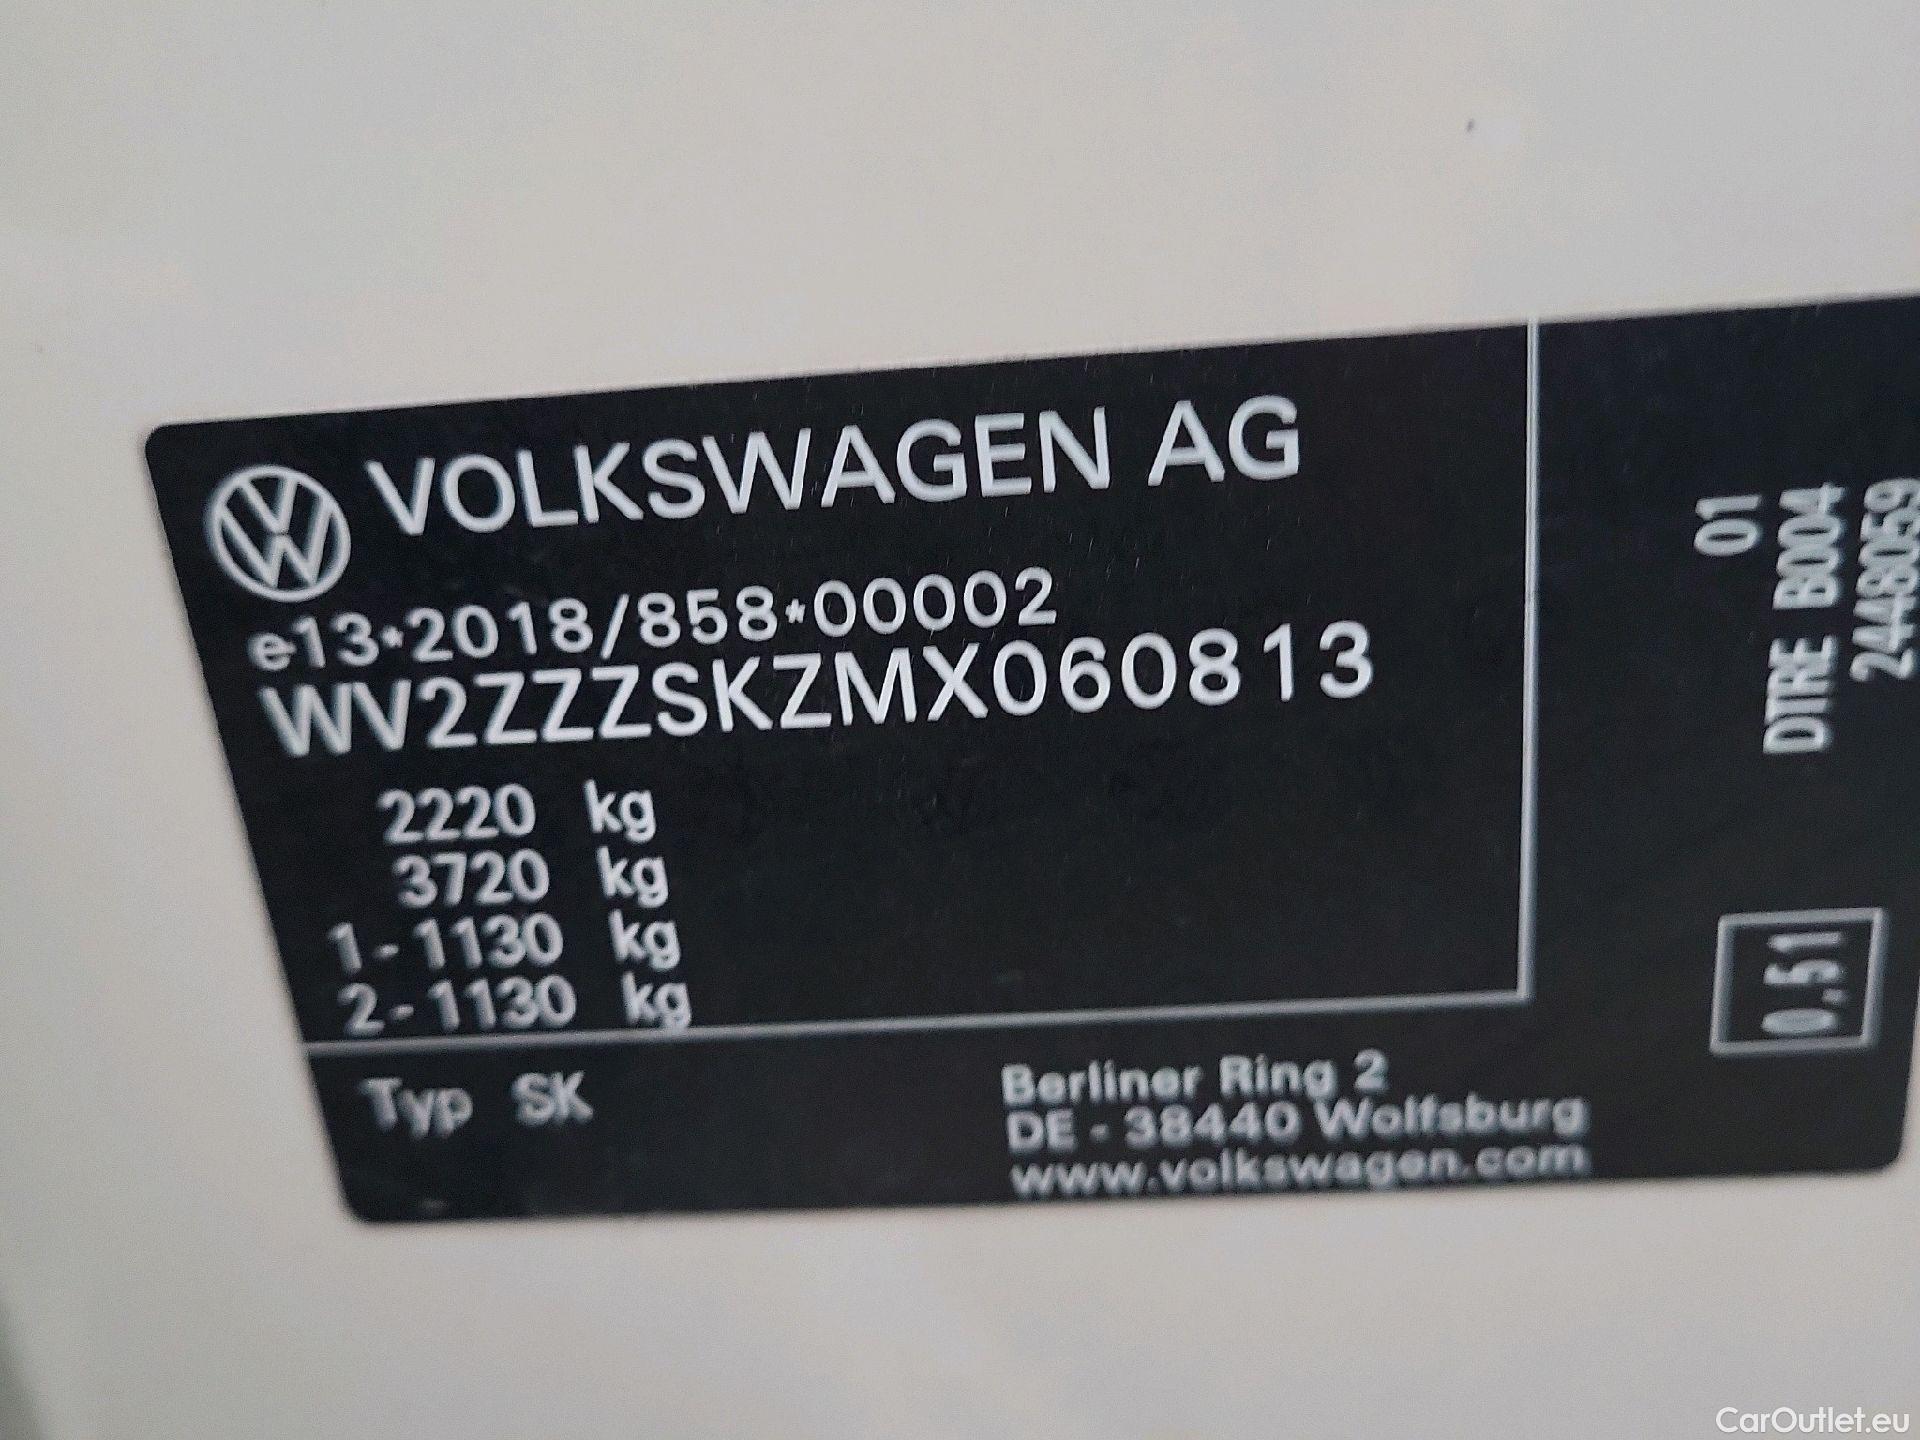 VOLKSWAGEN AG
e13*2018/858*00002
WV2ZZZSKZMX060813
2220 kg
3720 kg
1-1130 kg
2-1130 kg
Typ SK
Berliner Ring 2
DE - 38440 Wolfsburg
www.volkswagen.com
01
DTRE B004
2448059
0,51
CarOutlet.eu